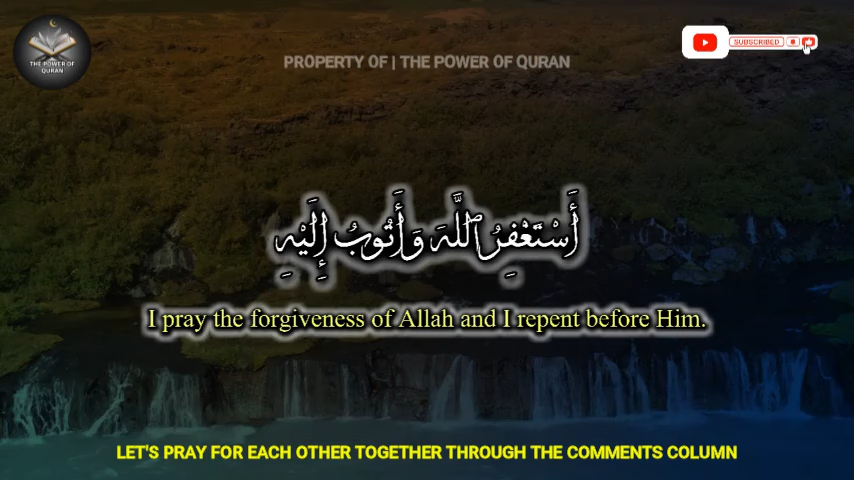 THE POWER OF
QURAN
PROPERTY OF | THE POWER OF QURAN
SUBSCRIBED
أَسْتَغْفِرُ اللَّهَ وَأَتُوبُ إِلَيْهِ
I pray the forgiveness of Allah and I repent before Him.
LET'S PRAY FOR EACH OTHER TOGETHER THROUGH THE COMMENTS COLUMN